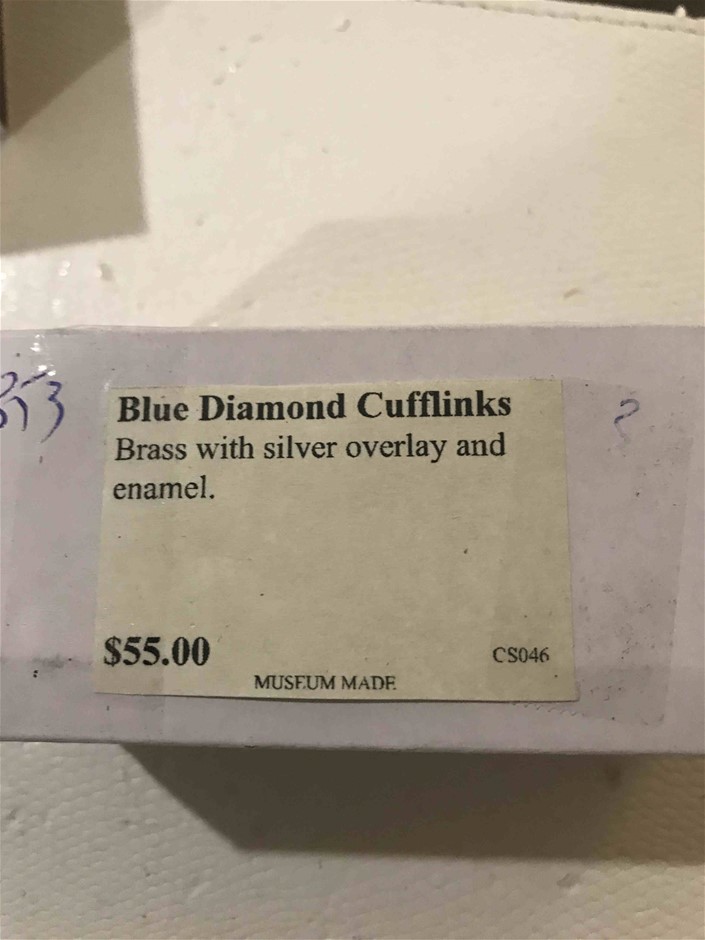 Blue Diamond Cufflinks
Brass with silver overlay and
enamel.
$55.00
CS046
MUSEUM MADE
?